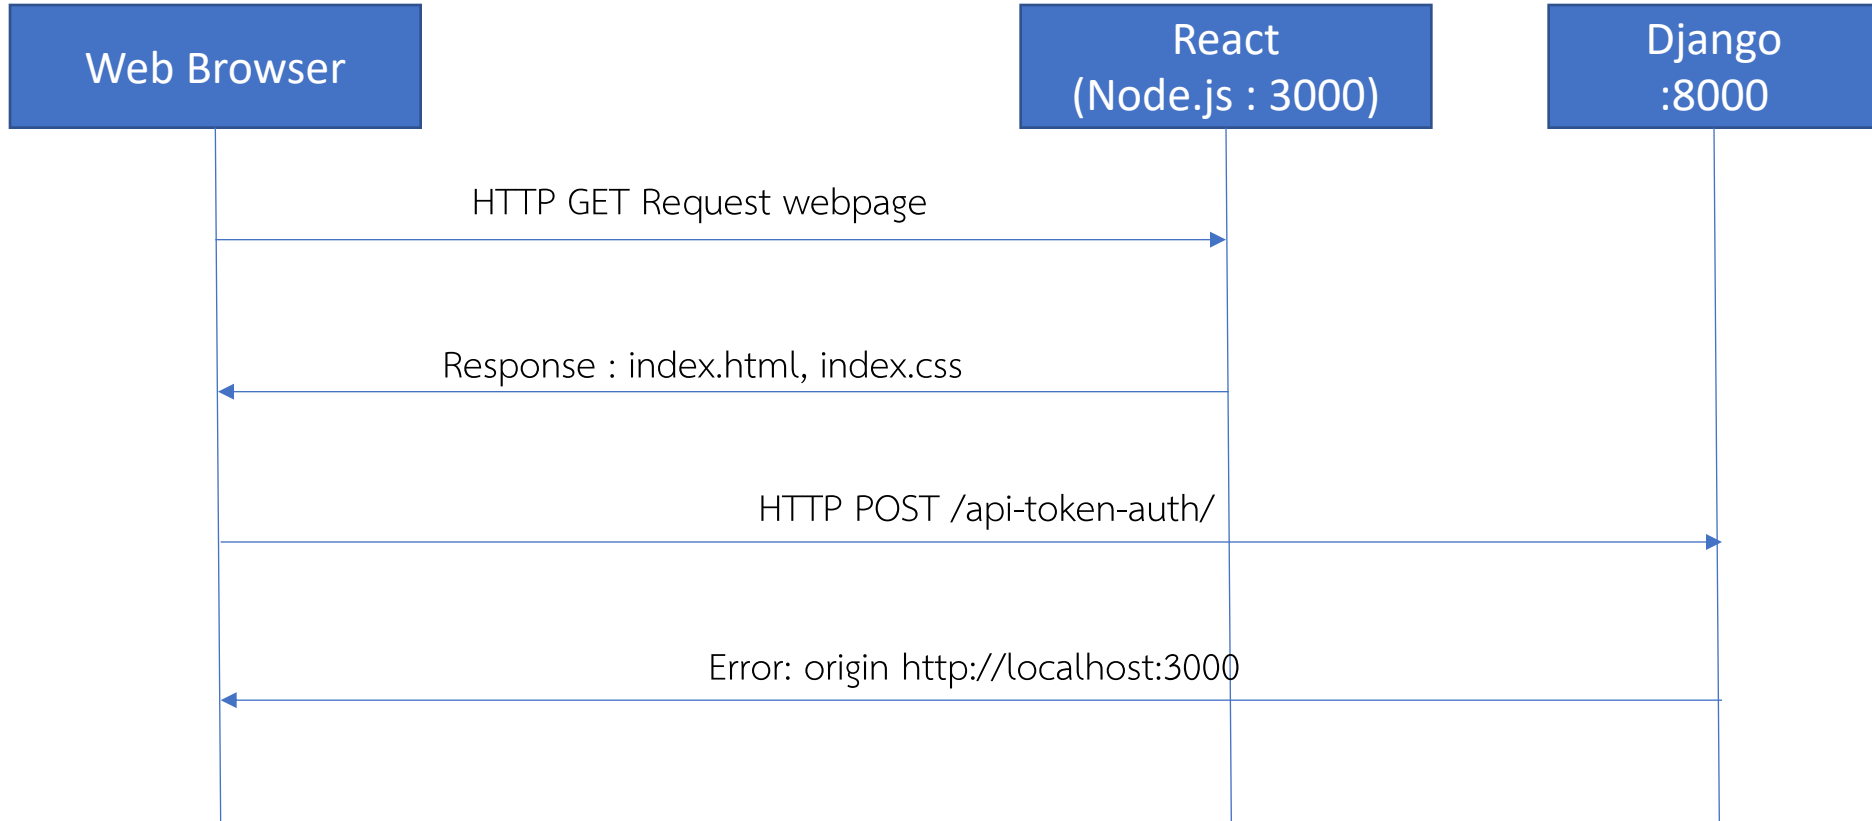 Web Browser
React
(Node.js : 3000)
Django
:8000
HTTP GET Request webpage
Response : index.html, index.css
HTTP POST /api-token-auth/
Error: origin http://localhost:3000